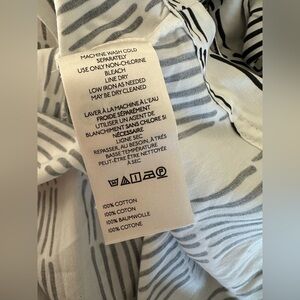 MACHINE WASH COLD
SEPARATELY
USE ONLY NON-CHLORINE
BLEACH
LINE DRY
LOW IRON AS NEEDED
MAY BE DRY CLEANED
LAVER À LA MACHINE À L'EAU
FROIDE SÉPARÉMENT
UTILISER UN AGENT DE
BLANCHIMENT SANS CHLORE SI
NÉCESSAIRE
LIGNE SEC
REPASSER, AU BESOIN, À TRÈS
BASSE TEMPÉRATURE
PEUT-ÊTRE ÊTRE NETTOYÉE
À SEC
100% COTTON
100% COTON
100% BAUMWOLLE
100% COTONE